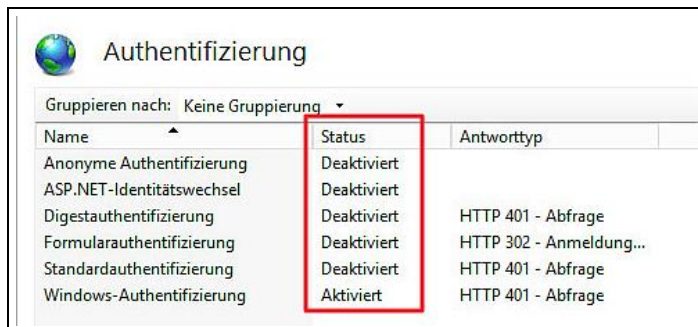 Authentifizierung
Gruppieren nach: Keine Gruppierung
Name Status Antworttyp
Anonyme Authentifizierung Deaktiviert
ASP.NET-Identitätswechsel Deaktiviert
Digestauthentifizierung Deaktiviert HTTP 401 - Abfrage
Formularauthentifizierung Deaktiviert HTTP 302 - Anmeldung...
Standardauthentifizierung Deaktiviert HTTP 401 - Abfrage
Windows-Authentifizierung Aktiviert HTTP 401 - Abfrage